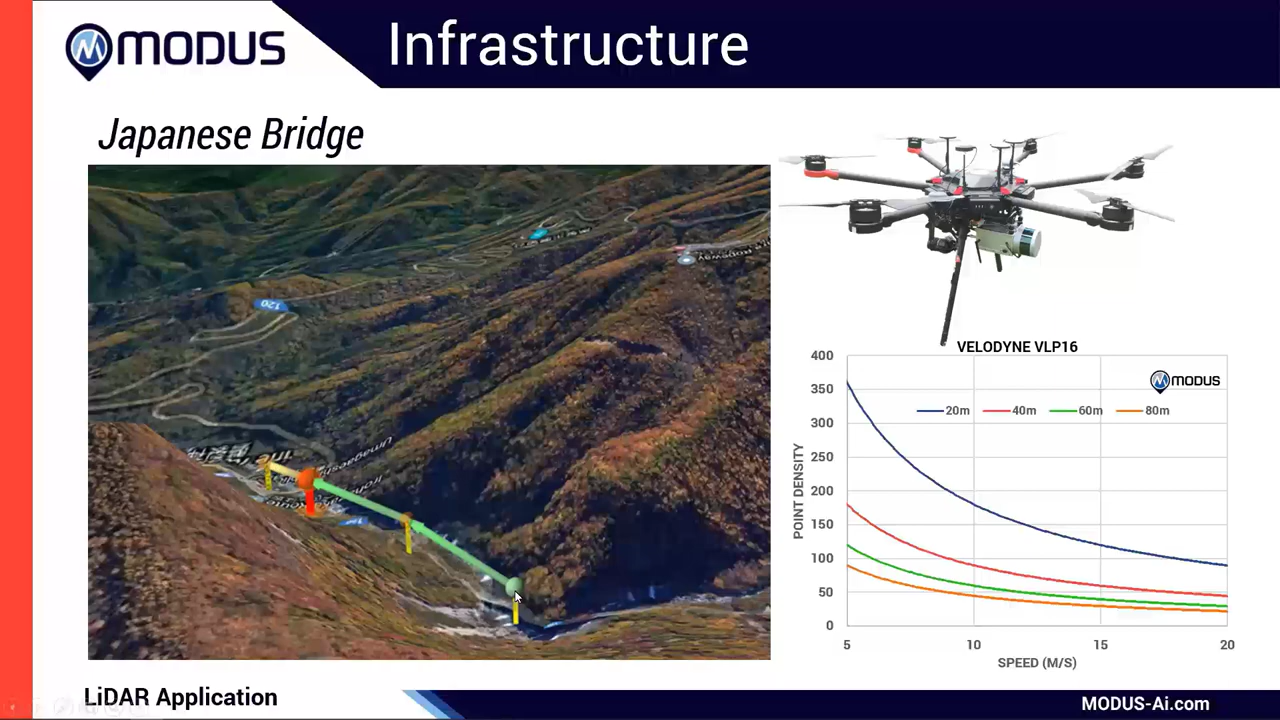 MODUS
Infrastructure
Japanese Bridge
120
VELODYNE VLP16
MODUS
20m 40m 60m 80m
POINT DENSITY
400
350
300
250
200
150
100
50
0
5 10 15 20
SPEED (M/S)
LiDAR Application
MODUS-Ai.com